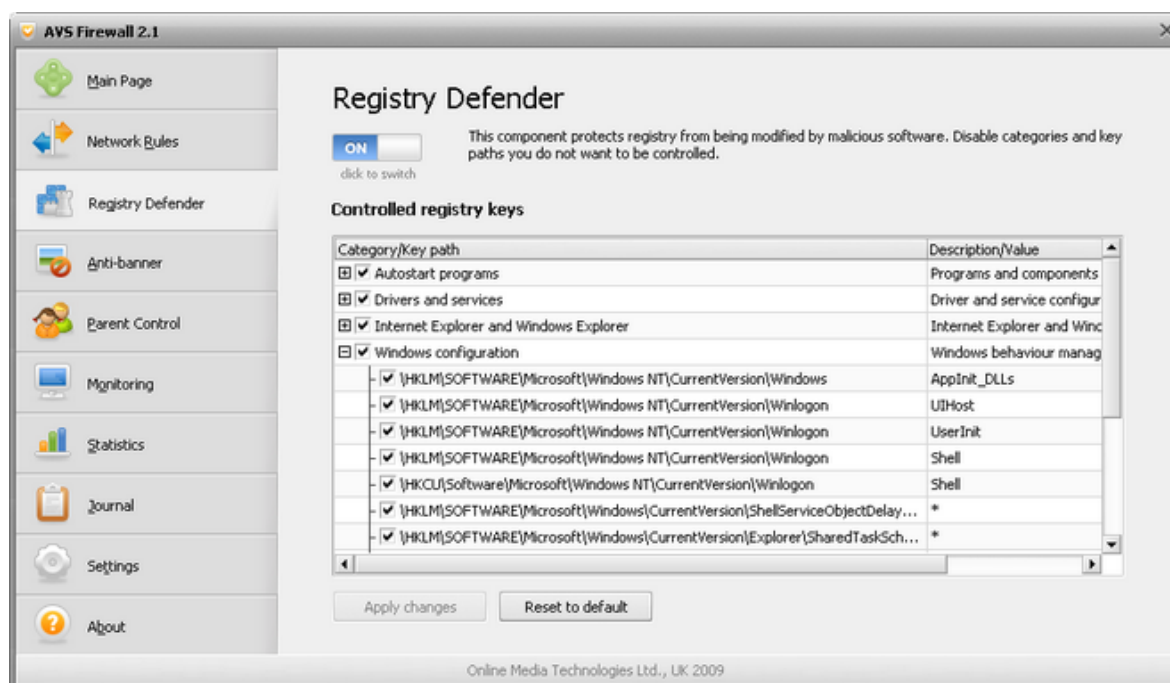 AVS Firewall 2.1
Main Page
Network Rules
Registry Defender
Anti-banner
Parent Control
Monitoring
Statistics
Journal
Settings
About
Registry Defender
ON
click to switch
This component protects registry from being modified by malicious software. Disable categories and key
paths you do not want to be controlled.
Controlled registry keys
Category/Key path Description/Value
Autostart programs Programs and components
Drivers and services Driver and service configur
Internet Explorer and Windows Explorer Internet Explorer and Winc
Windows configuration Windows behaviour manag
\HKLM\SOFTWARE\Microsoft\Windows NT\CurrentVersion\Windows AppInit_DLLs
\HKLM\SOFTWARE\Microsoft\Windows NT\CurrentVersion\Winlogon UIHost
\HKLM\SOFTWARE\Microsoft\Windows NT\CurrentVersion\Winlogon UserInit
\HKLM\SOFTWARE\Microsoft\Windows NT\CurrentVersion\Winlogon Shell
\HKCU\Software\Microsoft\Windows NT\CurrentVersion\Winlogon Shell
\HKLM\SOFTWARE\Microsoft\Windows\CurrentVersion\ShellServiceObjectDelay... *
\HKLM\SOFTWARE\Microsoft\Windows\CurrentVersion\Explorer\SharedTaskSch... *
Apply changes Reset to default
Online Media Technologies Ltd., UK 2009